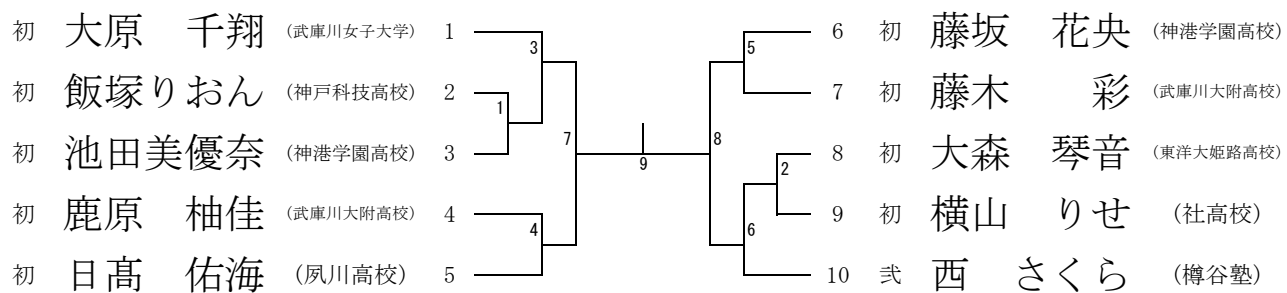 初 大原 千翔 (武庫川女子大学) 1
初 飯塚りおん (神戸科技高校) 2
初 池田美優奈 (神港学園高校) 3
初 鹿原 柚佳 (武庫川大附高校) 4
初 日髙 佑海 (夙川高校) 5
3
1
7
4
9
5
8
2
6
6 初 藤坂 花央 (神港学園高校)
7 初 藤木 彩 (武庫川大附高校)
8 初 大森 琴音 (東洋大姫路高校)
9 初 横山 りせ (社高校)
10 弐 西 さくら (樽谷塾)